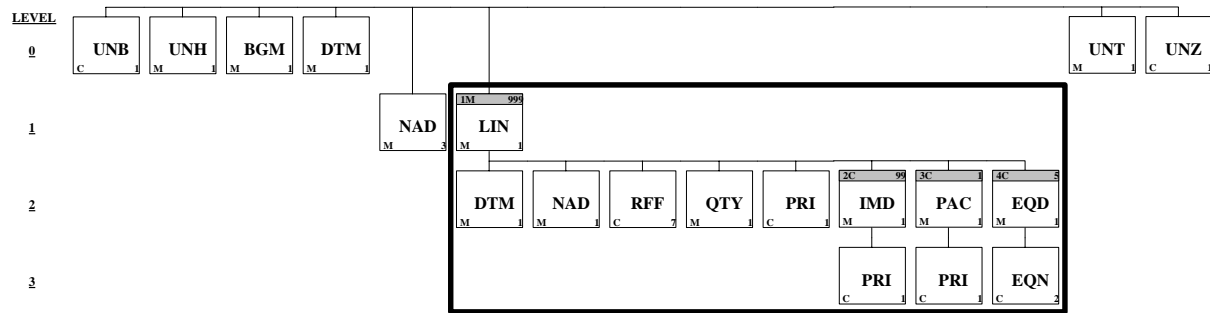 LEVEL
0
UNB
C 1
UNH
M 1
BGM
M 1
DTM
M 1
UNT
M 1
UNZ
C 1
1
NAD
M 3
1M 999
LIN
M 1
2
DTM
M 1
NAD
M 1
RFF
C 7
QTY
M 1
PRI
C 1
2C 99
IMD
M 1
3C 1
PAC
M 1
4C 5
EQD
M 1
3
PRI
C 1
PRI
C 1
EQN
C 2